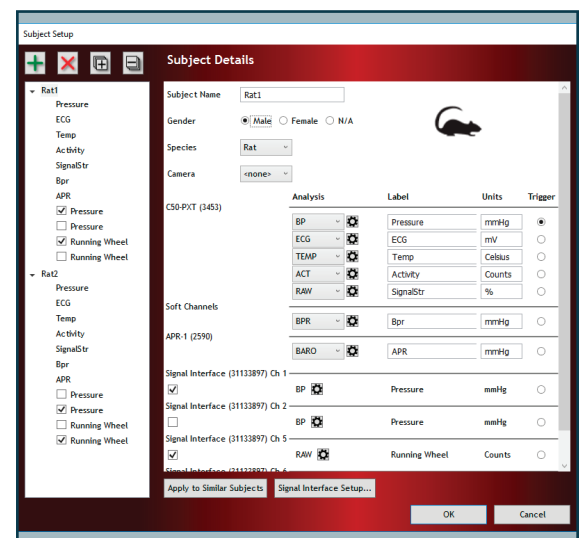 Subject Setup
Subject Details
Rat1
Pressure
ECG
Temp
Activity
SignalStr
Bpr
APR
Pressure
Pressure
Running Wheel
Running Wheel
Rat2
Pressure
ECG
Temp
Activity
SignalStr
Bpr
APR
Pressure
Pressure
Running Wheel
Running Wheel
Subject Name Rat1
Gender Male Female N/A
Species Rat
Camera <none>
Analysis Label Units Trigger
C50-PXT (3453)
BP Pressure mmHg
ECG ECG mV
TEMP Temp Celsius
ACT Activity Counts
RAW SignalStr %
Soft Channels
BPR Bpr mmHg
APR-1 (2590)
BARO APR mmHg
Signal Interface (31133897) Ch 1
BP Pressure mmHg
Signal Interface (31133897) Ch 2
BP Pressure mmHg
Signal Interface (31133897) Ch 5
RAW Running Wheel Counts
Signal Interface (31133897) Ch 6
Apply to Similar Subjects Signal Interface Setup...
OK Cancel